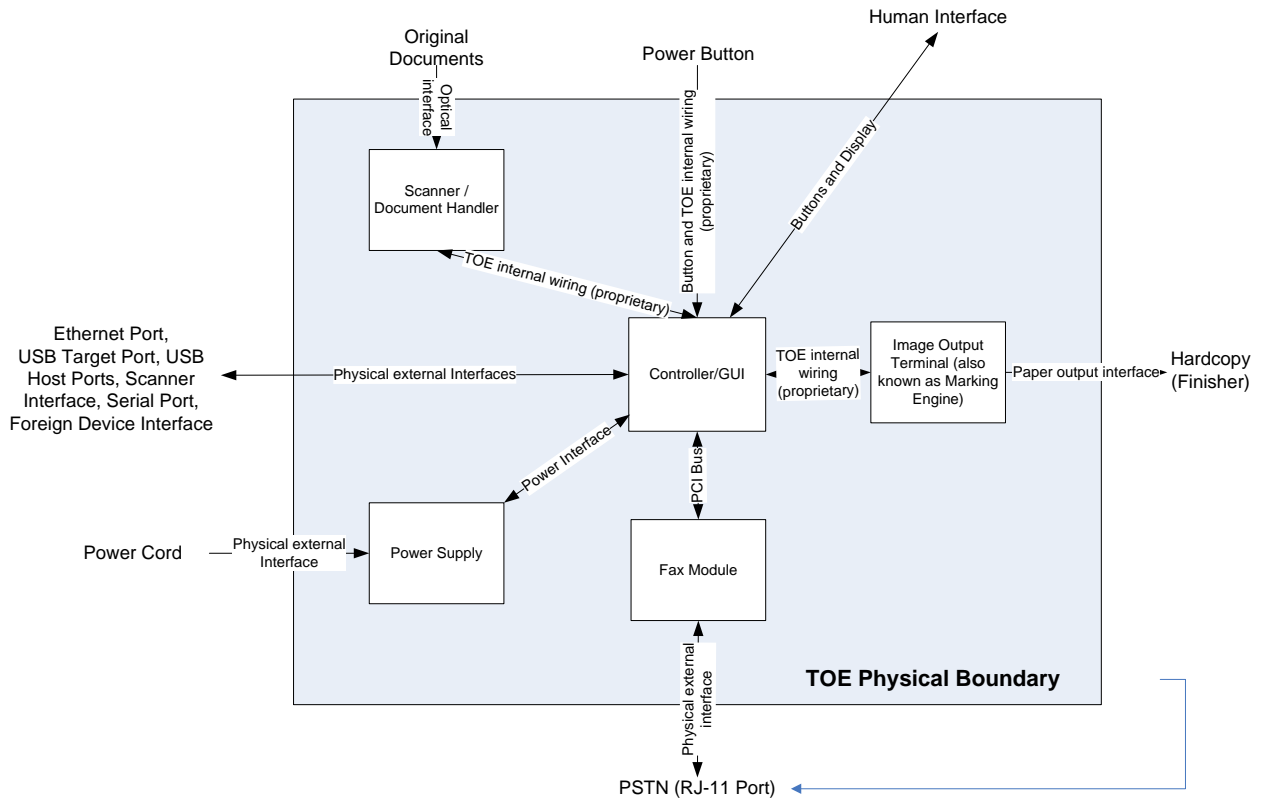 Human Interface
Original
Documents
Power Button
Optical
interface
Button and TOE internal wiring
(proprietary)
Buttons and Display
Scanner /
Document Handler
TOE internal wiring (proprietary)
Ethernet Port,
USB Target Port, USB
Host Ports, Scanner
Interface, Serial Port,
Foreign Device Interface
Physical external Interfaces
Controller/GUI
TOE internal
wiring
(proprietary)
Image Output
Terminal (also
known as Marking
Engine)
Paper output interface
Hardcopy
(Finisher)
Power Interface
PCI Bus
Power Cord
Physical external
Interface
Power Supply
Fax Module
Physical external
interface
TOE Physical Boundary
PSTN (RJ-11 Port)